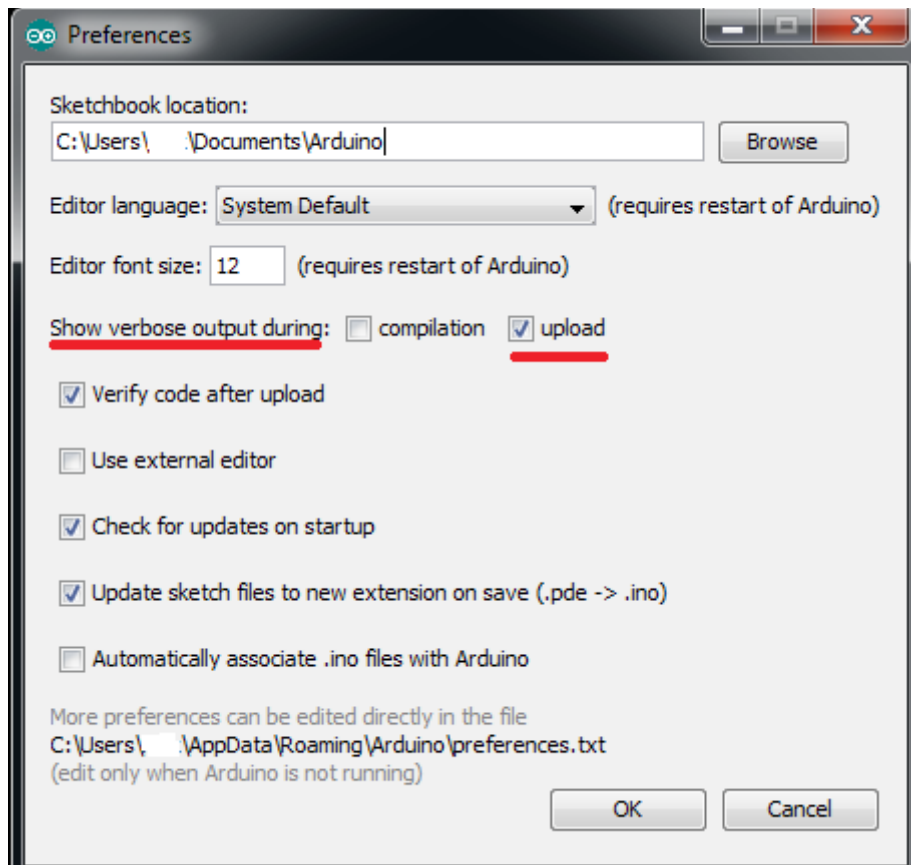 Preferences
Sketchbook location:
C:\Users\ \Documents\Arduino
Browse
Editor language: System Default (requires restart of Arduino)
Editor font size: 12 (requires restart of Arduino)
Show verbose output during: compilation upload
Verify code after upload
Use external editor
Check for updates on startup
Update sketch files to new extension on save (.pde -> .ino)
Automatically associate .ino files with Arduino
More preferences can be edited directly in the file
C:\Users\ \AppData\Roaming\Arduino\preferences.txt
(edit only when Arduino is not running)
OK Cancel